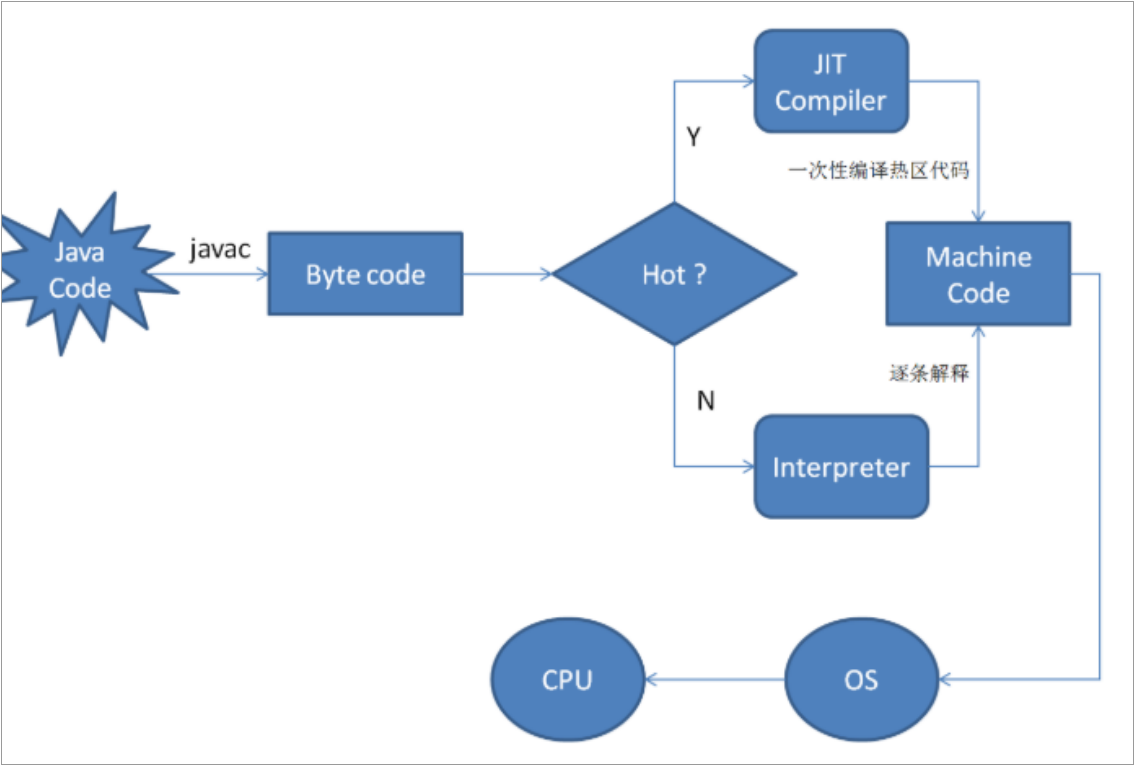 JIT
Compiler
Y
一次性编译热区代码
Java
Code
javac
Byte code
Hot ?
Machine
Code
逐条解释
N
Interpreter
CPU
OS